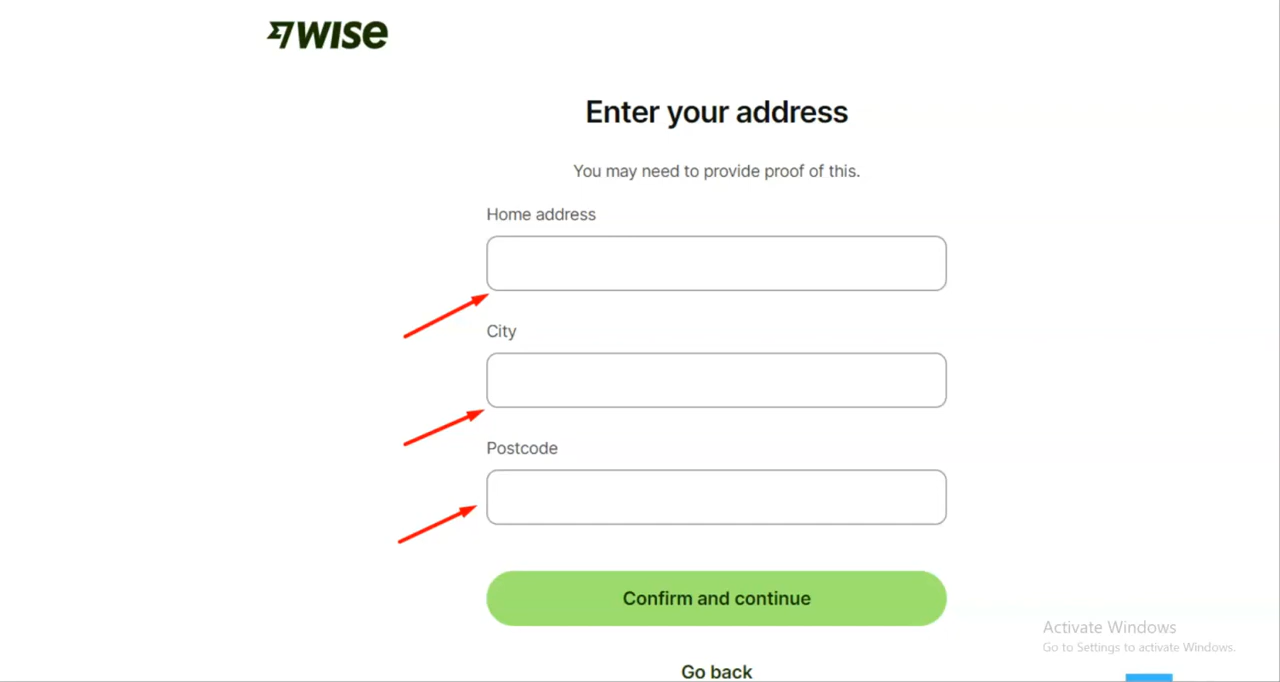 wise
Enter your address
You may need to provide proof of this.
Home address
City
Postcode
Confirm and continue
Go back
Activate Windows
Go to Settings to activate Windows.